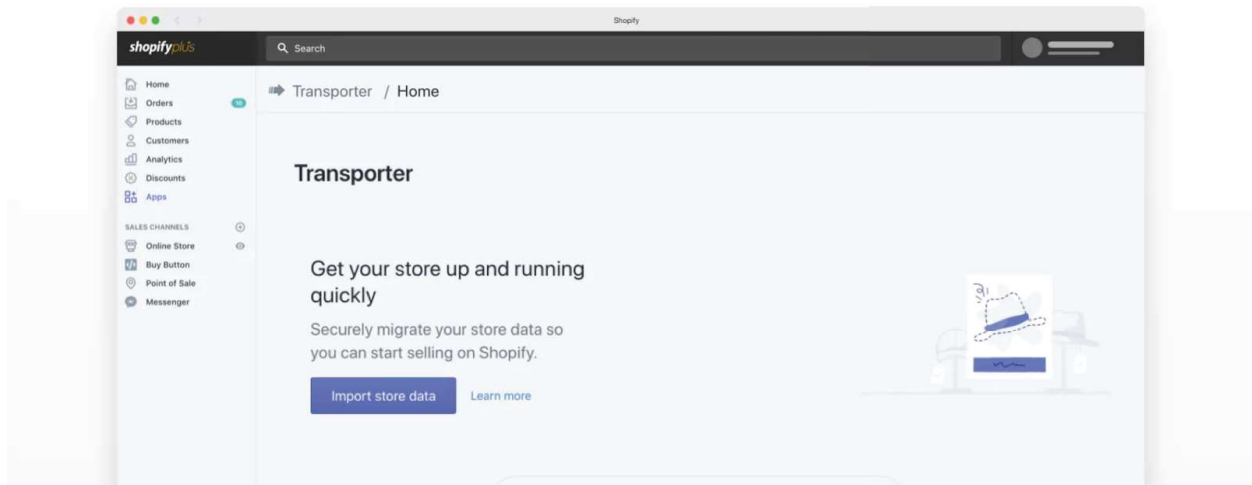 Shopify
shopifyplus
Search
Home
Orders
Products
Customers
Analytics
Discounts
Apps
SALES CHANNELS
Online Store
Buy Button
Point of Sale
Messenger
Transporter / Home
Transporter
Get your store up and running
quickly
Securely migrate your store data so
you can start selling on Shopify.
Import store data
Learn more